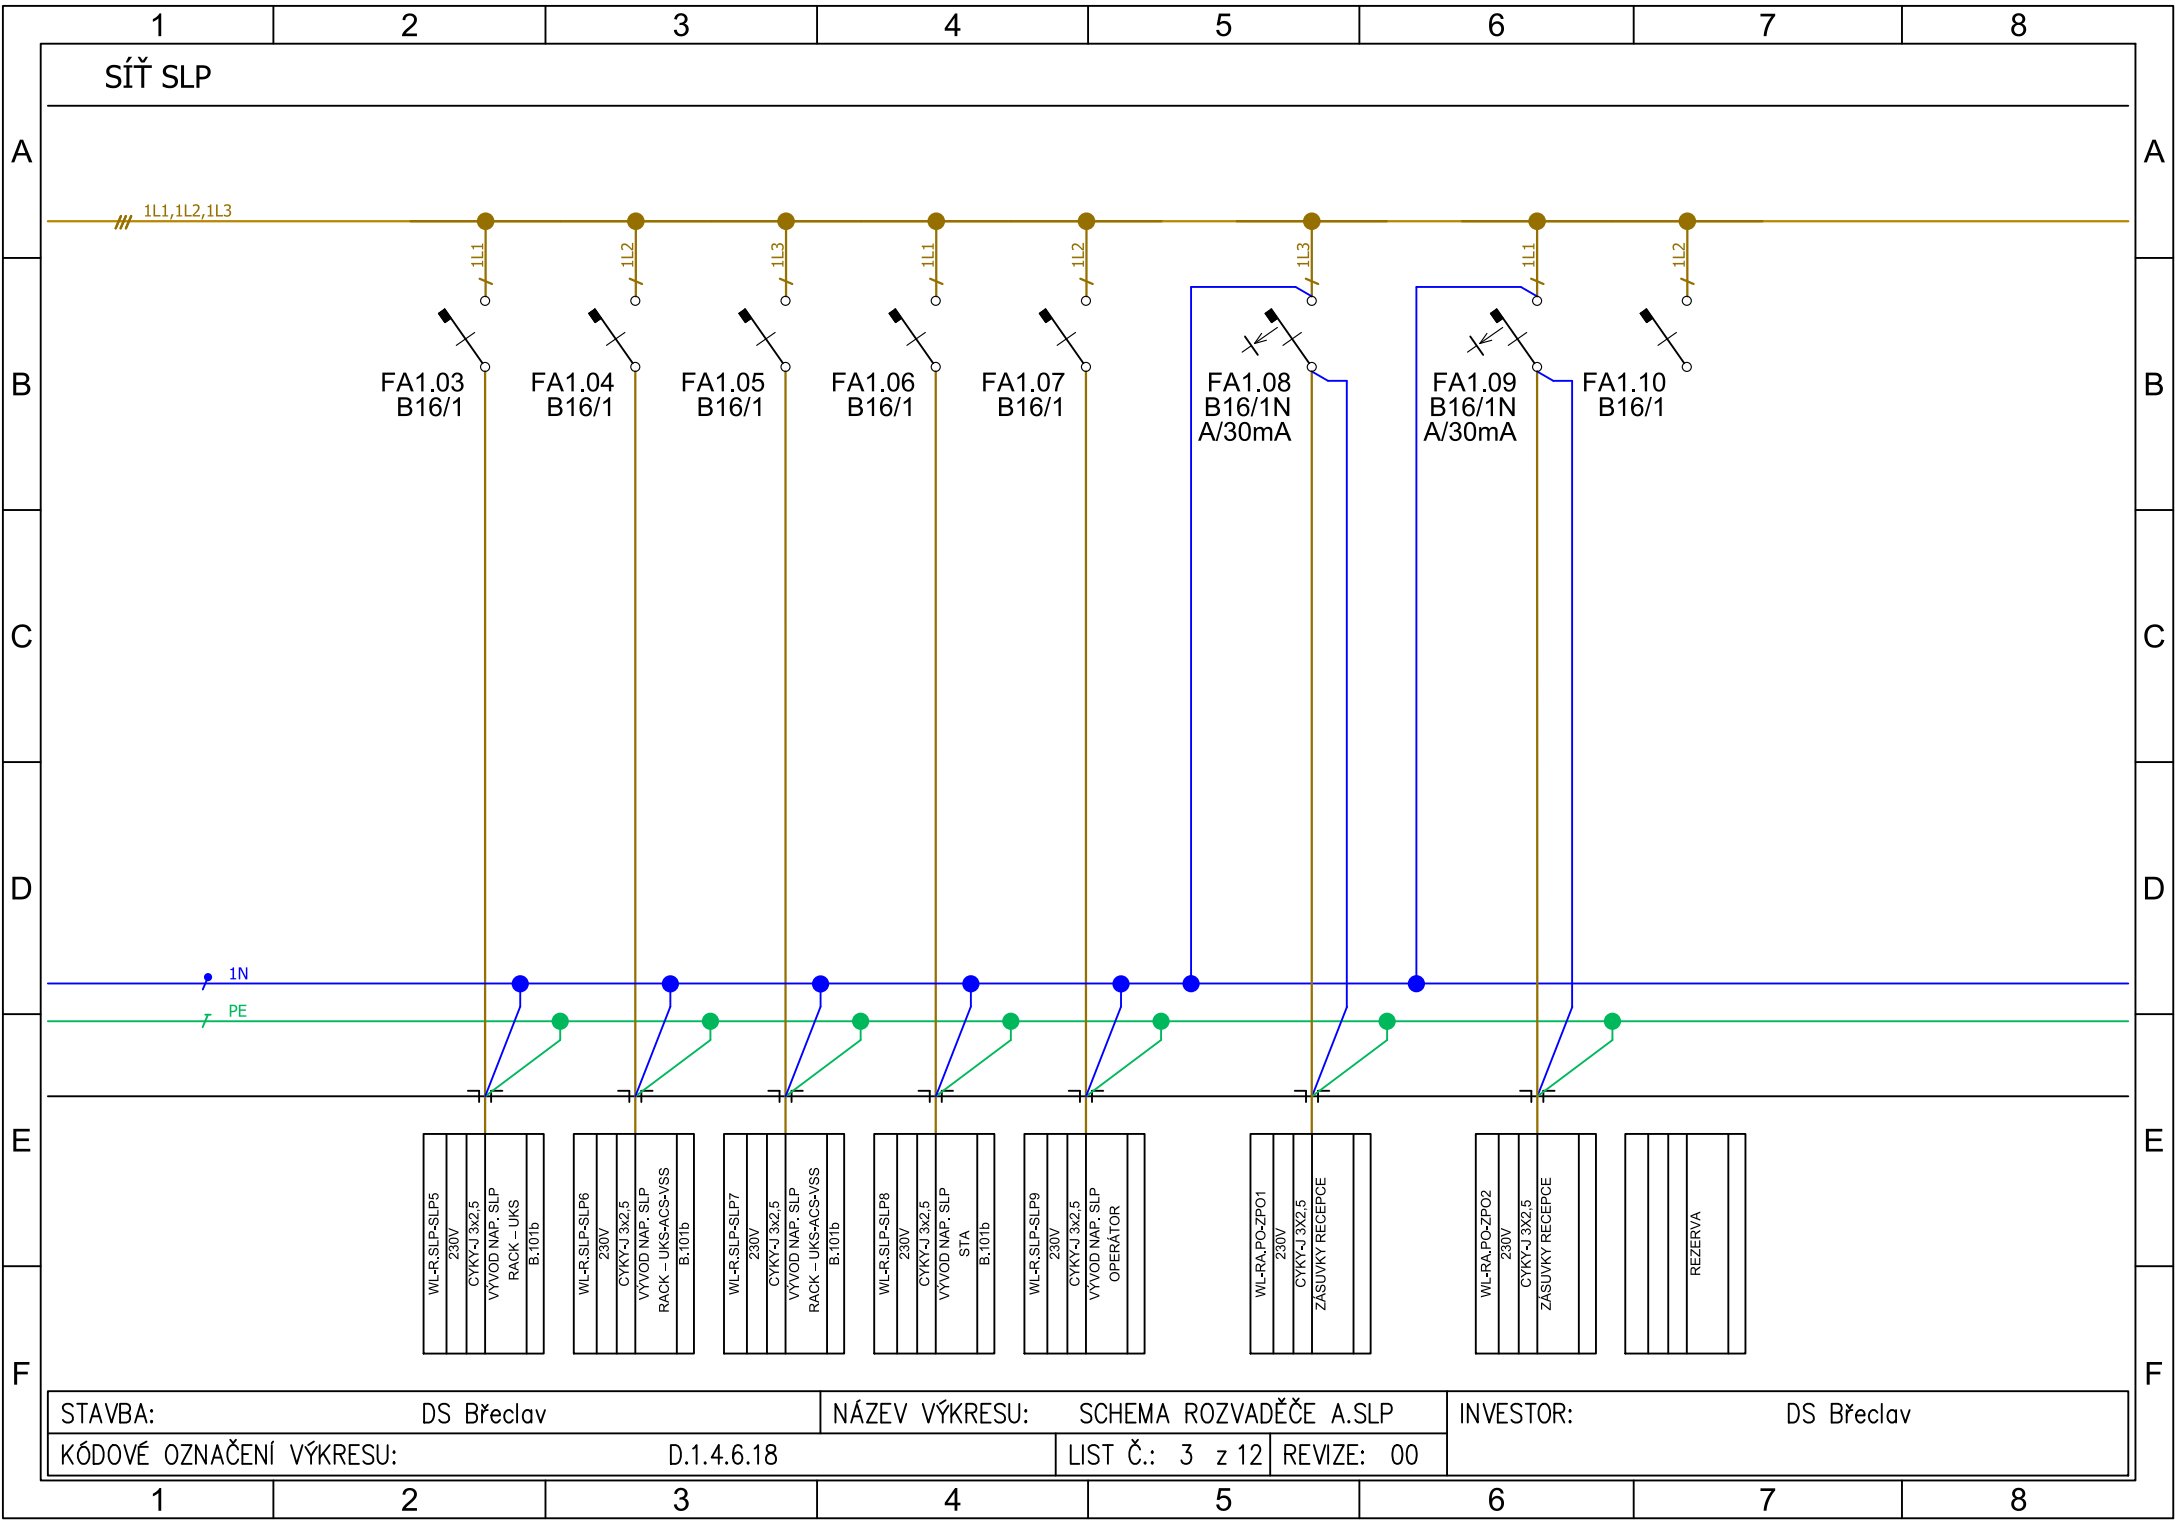 1 2 3 4 5 6 7 8
SÍŤ SLP
A A
1L1,1L2,1L3
1L1 1L2 1L3 1L1 1L2 1L3 1L1 1L2
B B
FA1.03
B16/1
FA1.04
B16/1
FA1.05
B16/1
FA1.06
B16/1
FA1.07
B16/1
FA1.08
B16/1N
A/30mA
FA1.09
B16/1N
A/30mA
FA1.10
B16/1
C C
D D
1N
PE
E E
WL-R.SLP-SLP5
230V
CYKY-J 3x2,5
VÝVOD NAP. SLP
RACK – UKS
B.101b
WL-R.SLP-SLP6
230V
CYKY-J 3x2,5
VÝVOD NAP. SLP
RACK – UKS-ACS-VSS
B.101b
WL-R.SLP-SLP7
230V
CYKY-J 3x2,5
VÝVOD NAP. SLP
RACK – UKS-ACS-VSS
B.101b
WL-R.SLP-SLP8
230V
CYKY-J 3x2,5
VÝVOD NAP. SLP
STA
B.101b
WL-R.SLP-SLP9
230V
CYKY-J 3x2,5
VÝVOD NAP. SLP
OPERÁTOR
WL-RA.PO-ZPO1
230V
CYKY-J 3X2,5
ZÁSUVKY RECEPCE
WL-RA.PO-ZPO2
230V
CYKY-J 3X2,5
ZÁSUVKY RECEPCE
REZERVA
F F
STAVBA: DS Břeclav NÁZEV VÝKRESU: SCHEMA ROZVADĚČE A.SLP INVESTOR: DS Břeclav
KÓDOVÉ OZNAČENÍ VÝKRESU: D.1.4.6.18 LIST Č.: 3 z 12 REVIZE: 00
1 2 3 4 5 6 7 8